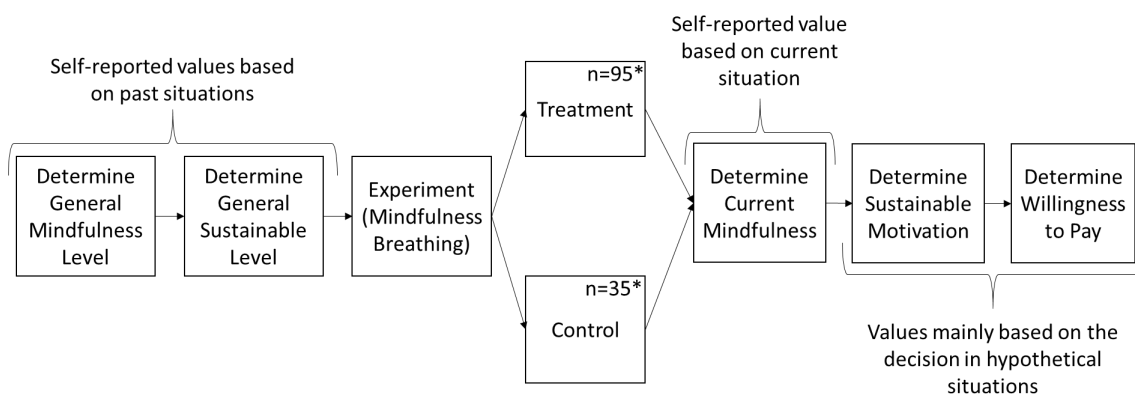 Self-reported values based
on past situations
Determine
General
Mindfulness
Level
Determine
General
Sustainable
Level
Experiment
(Mindfulness
Breathing)
n=95*
Treatment
n=35*
Control
Self-reported value
based on current
situation
Determine
Current
Mindfulness
Determine
Sustainable
Motivation
Determine
Willingness
to Pay
Values mainly based on the
decision in hypothetical
situations